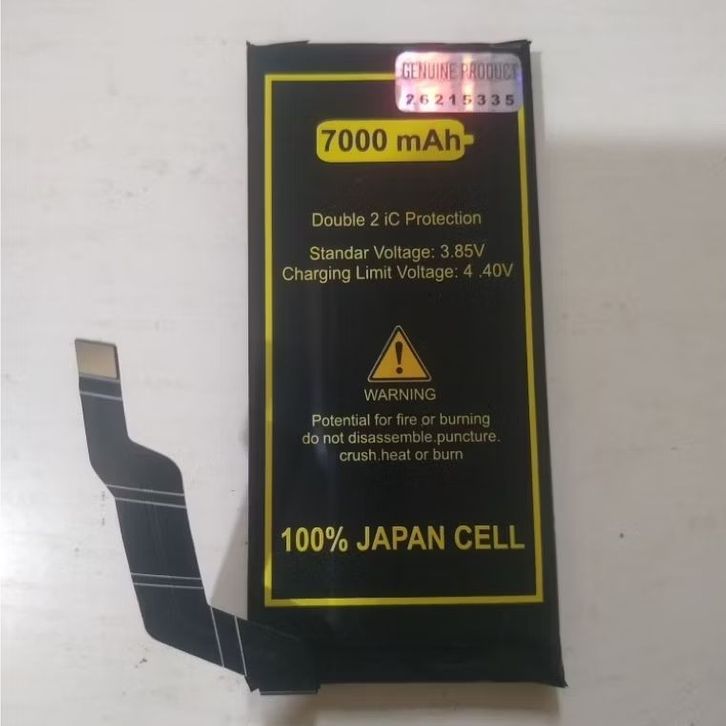 GENUINE PRODUCT
26215335
7000 mAh
Double 2 iC Protection
Standar Voltage: 3.85V
Charging Limit Voltage: 4 .40V
WARNING
Potential for fire or burning
do not disassemble.puncture.
crush.heat or burn
100% JAPAN CELL